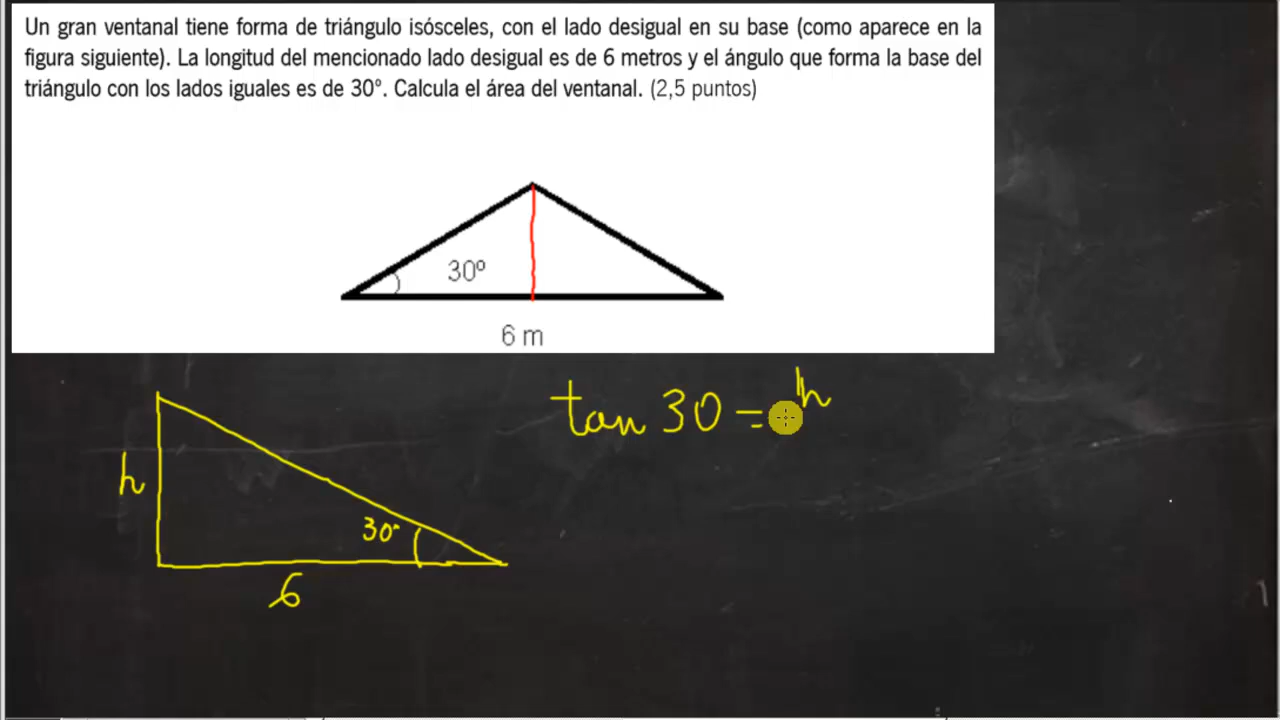 Un gran ventanal tiene forma de triángulo isósceles, con el lado desigual en su base (como aparece en la
figura siguiente). La longitud del mencionado lado desigual es de 6 metros y el ángulo que forma la base del
triángulo con los lados iguales es de 30º. Calcula el área del ventanal. (2,5 puntos)
30º
6 m
tan 30 = h
h
30°
6